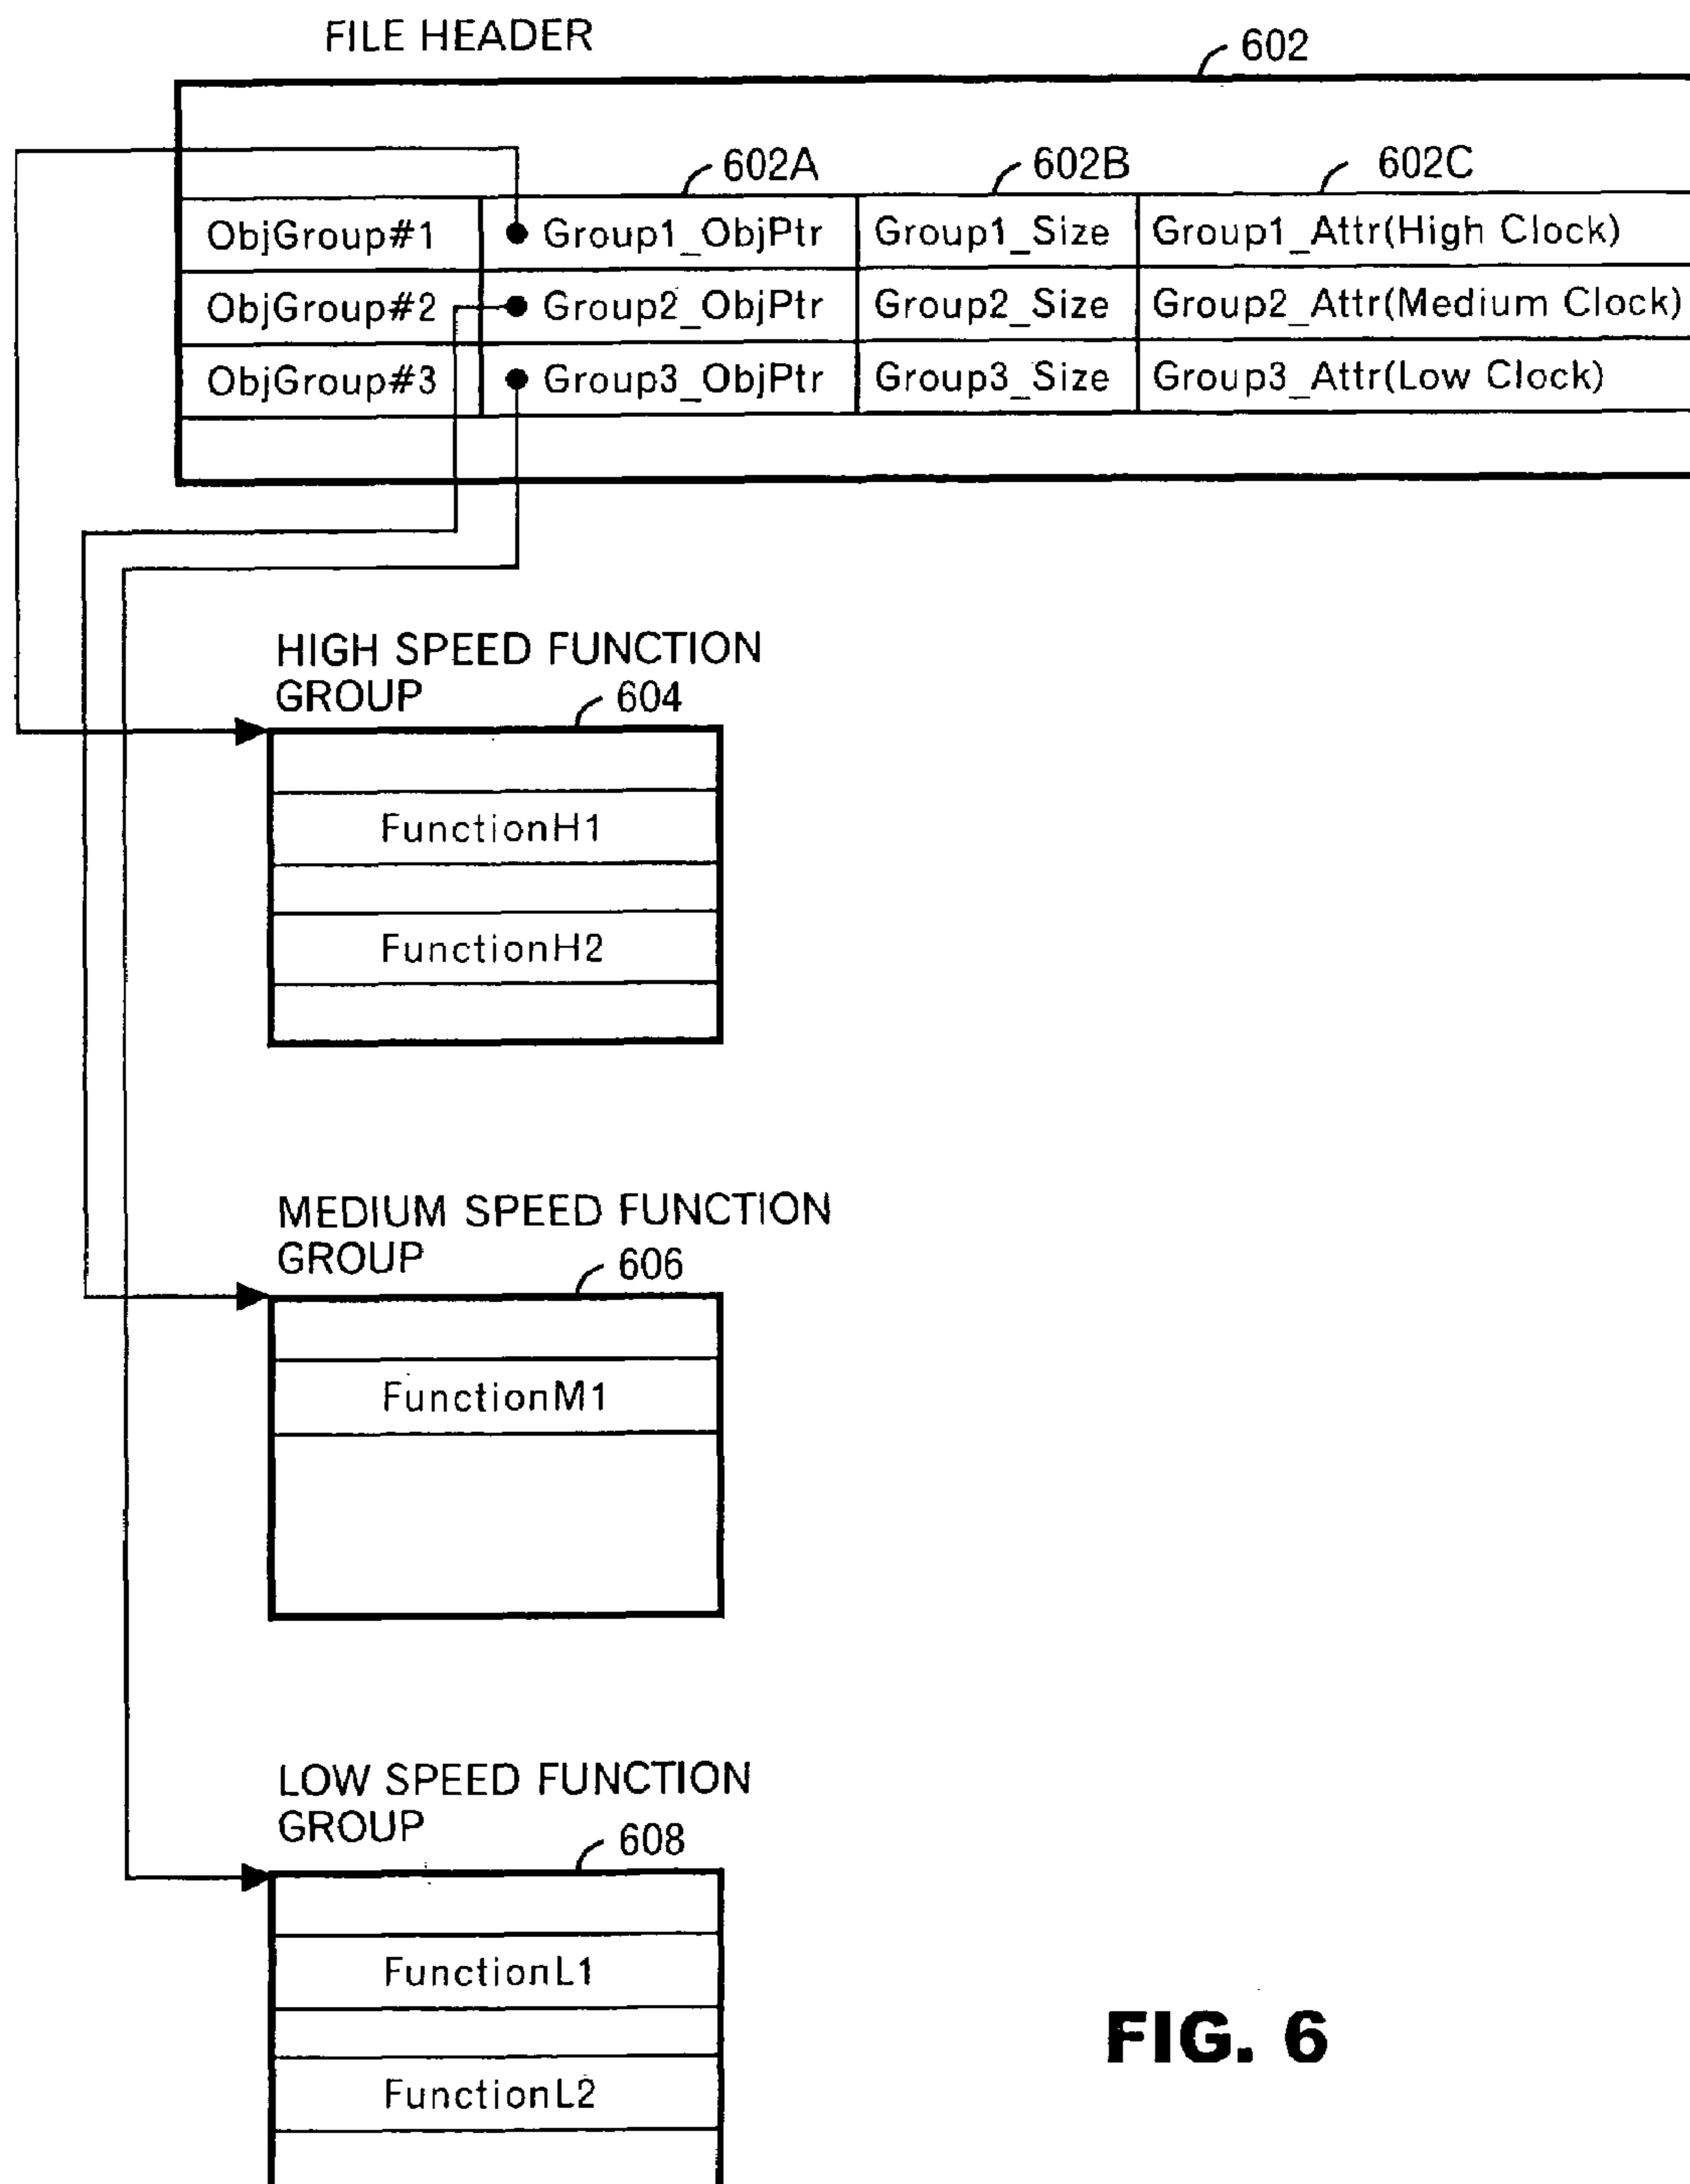 FILE HEADER
602
602A 602B 602C
ObjGroup#1 Group1_ObjPtr Group1_Size Group1_Attr(High Clock)
ObjGroup#2 Group2_ObjPtr Group2_Size Group2_Attr(Medium Clock)
ObjGroup#3 Group3_ObjPtr Group3_Size Group3_Attr(Low Clock)
HIGH SPEED FUNCTION
GROUP 604
FunctionH1
FunctionH2
MEDIUM SPEED FUNCTION
GROUP 606
FunctionM1
LOW SPEED FUNCTION
GROUP 608
FunctionL1
FunctionL2
FIG. 6